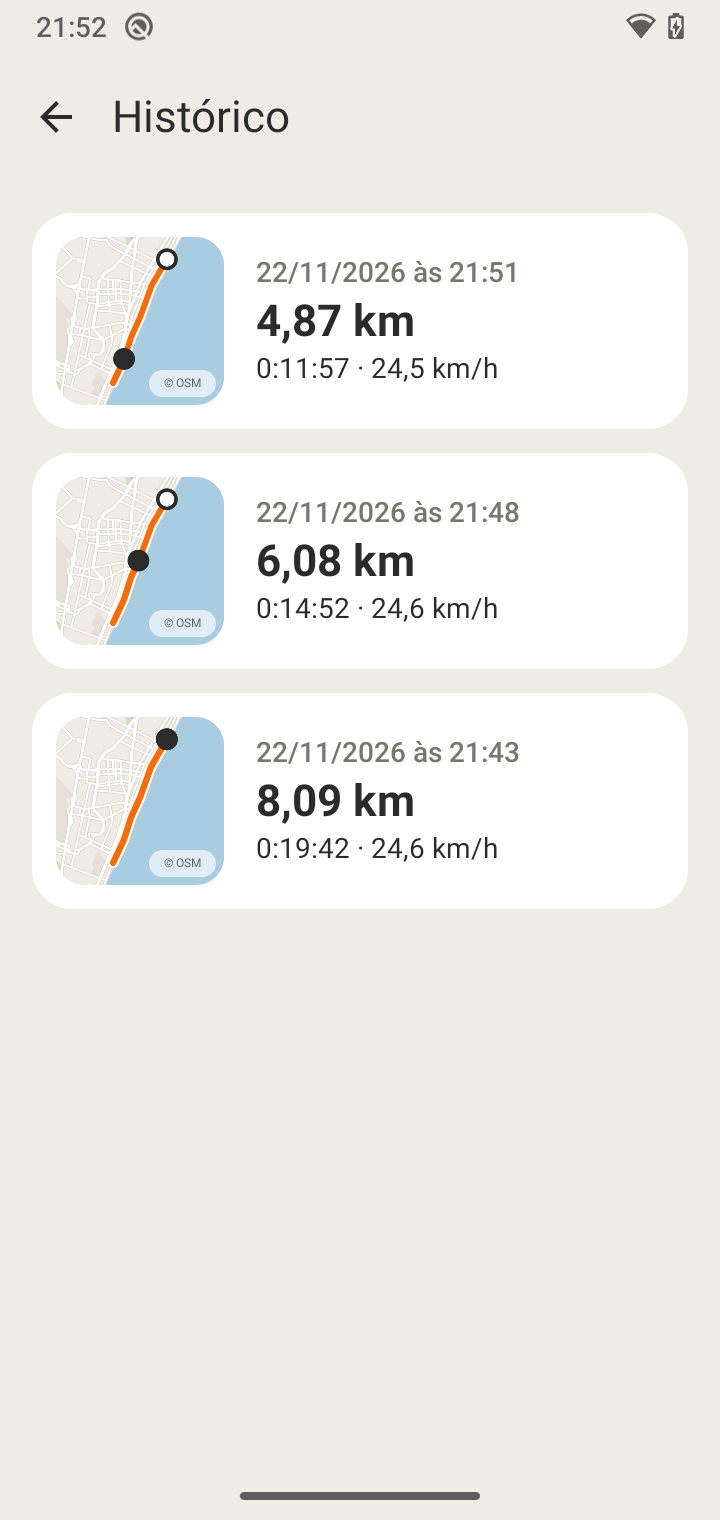 21:52
Histórico
22/11/2026 às 21:51
4,87 km
0:11:57 · 24,5 km/h
© OSM
22/11/2026 às 21:48
6,08 km
0:14:52 · 24,6 km/h
© OSM
22/11/2026 às 21:43
8,09 km
0:19:42 · 24,6 km/h
© OSM